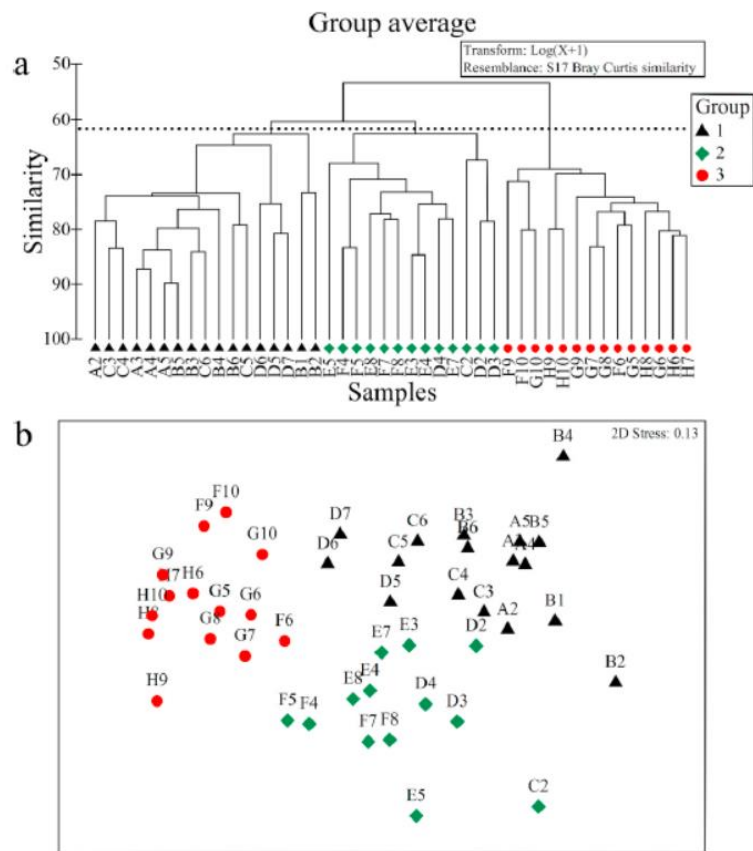 Group average
a
Transform: Log(X+1)
Resemblance: S17 Bray Curtis similarity
Group
1
2
3
Similarity
50
60
70
80
90
100
A2 C3 C4 A3 A4 A5 B5 B3 C6 B4 B6 C5 D6 D5 D7 B1 B2 E5 F4 F5 E8 F7 F8 E3 E4 D4 E7 C2 D2 D3 F9 F10 G10 H9 H10 G9 G7 G8 F6 G5 H8 G6 H6 H7
Samples
b
2D Stress: 0.13
B4
F10
F9
D7 C6 B3 A5 B5
G10 D6 C5 B6 A4
G9
H6
H10 G5 G6 D5 C4 C3 A2 B1
H8 G8 G7 F6
E7 E3 D2
H9 E8 E4 B2
F5 F4 D4 D3
F7 F8
E5 C2